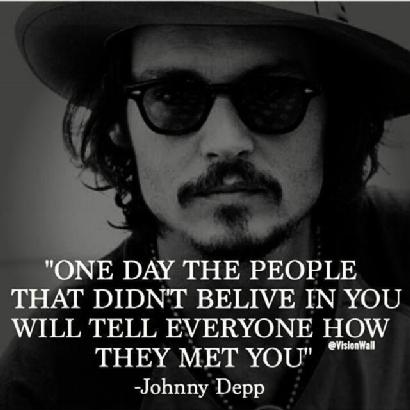 "ONE DAY THE PEOPLE
THAT DIDN'T BELIVE IN YOU
WILL TELL EVERYONE HOW
@VisionWall
THEY MET YOU"
-Johnny Depp